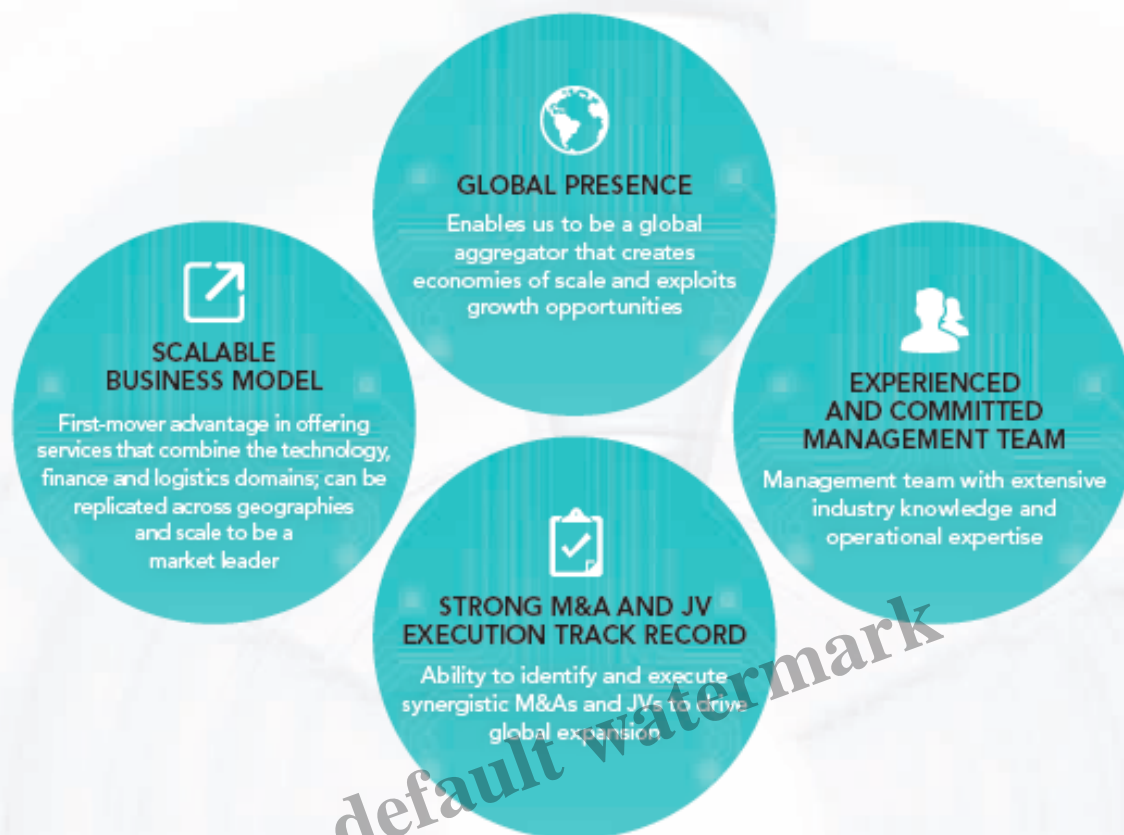 GLOBAL PRESENCE
Enables us to be a global
aggregator that creates
economies of scale and exploits
growth opportunities
SCALABLE
BUSINESS MODEL
First-mover advantage in offering
services that combine the technology,
finance and logistics domains; can be
replicated across geographies
and scale to be a
market leader
EXPERIENCED
AND COMMITTED
MANAGEMENT TEAM
Management team with extensive
industry knowledge and
operational expertise
STRONG M&A AND JV
EXECUTION TRACK RECORD
Ability to identify and execute
synergistic M&As and JVs to drive
global expansion
default watermark